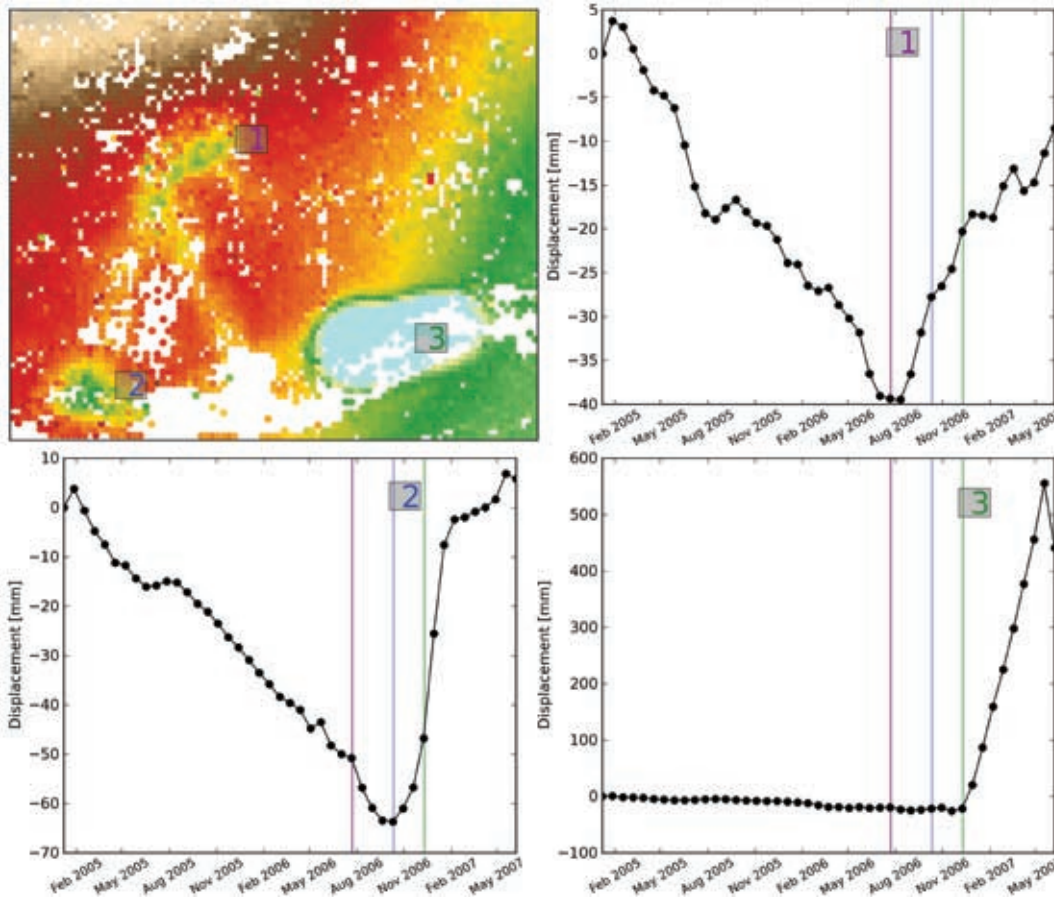 1
2
3
Displacement [mm]
5
0
−5
−10
−15
−20
−25
−30
−35
−40
1
Feb 2005
May 2005
Aug 2005
Nov 2005
Feb 2006
May 2006
Aug 2006
Nov 2006
Feb 2007
May 200
Displacement [mm]
10
0
−10
−20
−30
−40
−50
−60
−70
2
Feb 2005
May 2005
Aug 2005
Nov 2005
Feb 2006
May 2006
Aug 2006
Nov 2006
Feb 2007
May 2007
Displacement [mm]
600
500
400
300
200
100
0
−100
3
Feb 2005
May 2005
Aug 2005
Nov 2005
Feb 2006
May 2006
Aug 2006
Nov 2006
Feb 2007
May 200